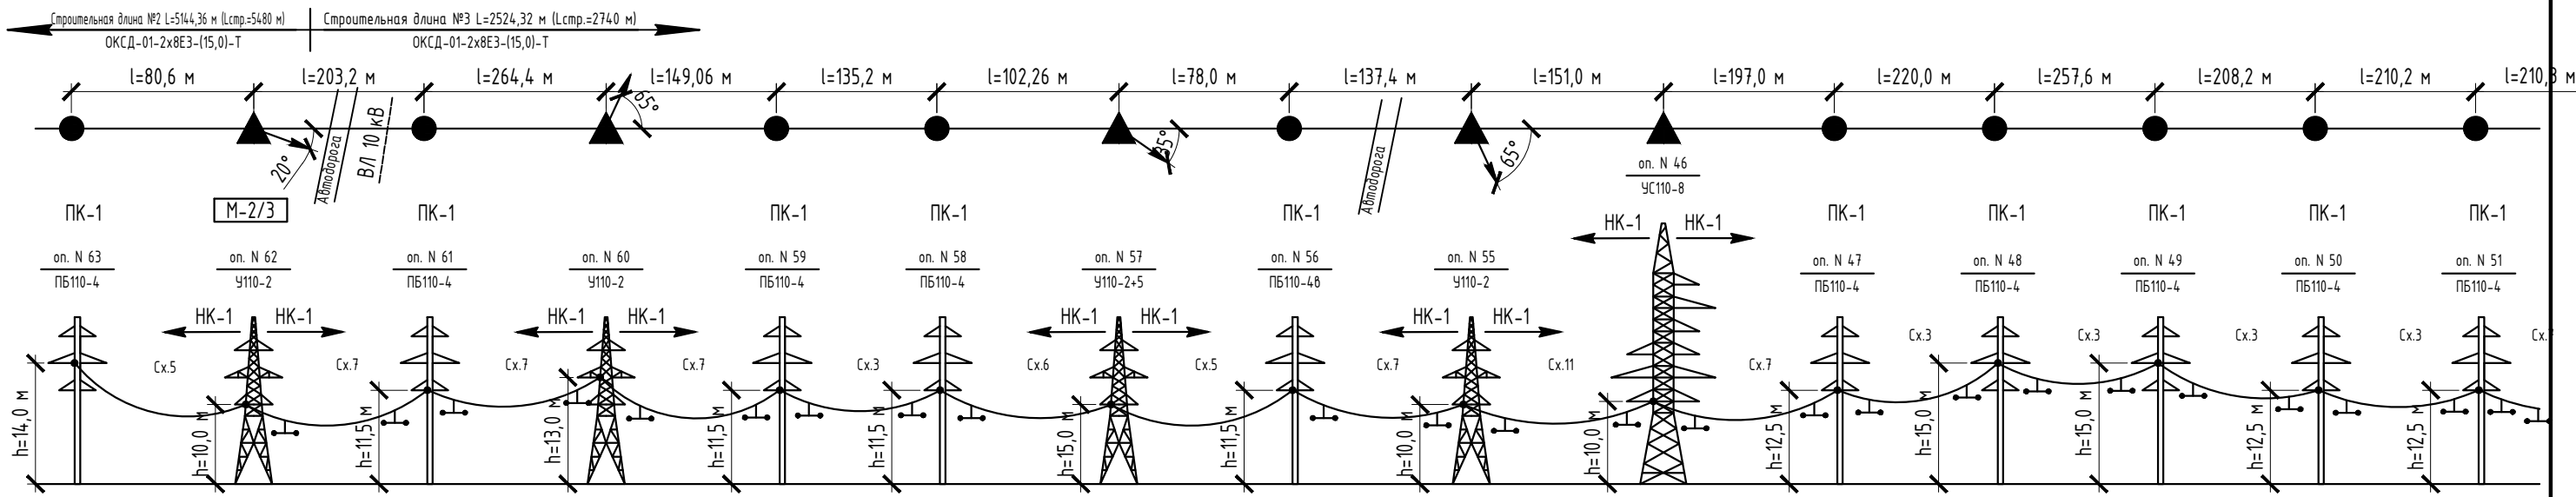 Строительная длина №2 L=5144,36 м (Lстр.=5480 м)
ОКСД-01-2х8Е3-(15,0)-Т
Строительная длина №3 L=2524,32 м (Lстр.=2740 м)
ОКСД-01-2х8Е3-(15,0)-Т
l=80,6 м
l=203,2 м
l=264,4 м
l=149,06 м
l=135,2 м
l=102,26 м
l=78,0 м
l=137,4 м
l=151,0 м
l=197,0 м
l=220,0 м
l=257,6 м
l=208,2 м
l=210,2 м
l=210,3 м
20°
Автодорога
ВЛ 10 кВ
65°
35°
Автодорога
65°
оп. N 46
УС110-8
ПК-1
М-2/3
ПК-1
ПК-1
ПК-1
ПК-1
ПК-1
ПК-1
ПК-1
ПК-1
ПК-1
НК-1
НК-1
оп. N 63
ПБ110-4
оп. N 62
У110-2
оп. N 61
ПБ110-4
оп. N 60
У110-2
оп. N 59
ПБ110-4
оп. N 58
ПБ110-4
оп. N 57
У110-2+5
оп. N 56
ПБ110-4в
оп. N 55
У110-2
оп. N 47
ПБ110-4
оп. N 48
ПБ110-4
оп. N 49
ПБ110-4
оп. N 50
ПБ110-4
оп. N 51
ПБ110-4
НК-1
НК-1
НК-1
НК-1
НК-1
НК-1
НК-1
НК-1
Сх.5
Сх.7
Сх.7
Сх.7
Сх.3
Сх.6
Сх.5
Сх.7
Сх.11
Сх.7
Сх.3
Сх.3
Сх.3
Сх.3
h=14,0 м
h=10,0 м
h=11,5 м
h=13,0 м
h=11,5 м
h=11,5 м
h=15,0 м
h=11,5 м
h=10,0 м
h=10,0 м
h=12,5 м
h=15,0 м
h=15,0 м
h=12,5 м
h=12,5 м